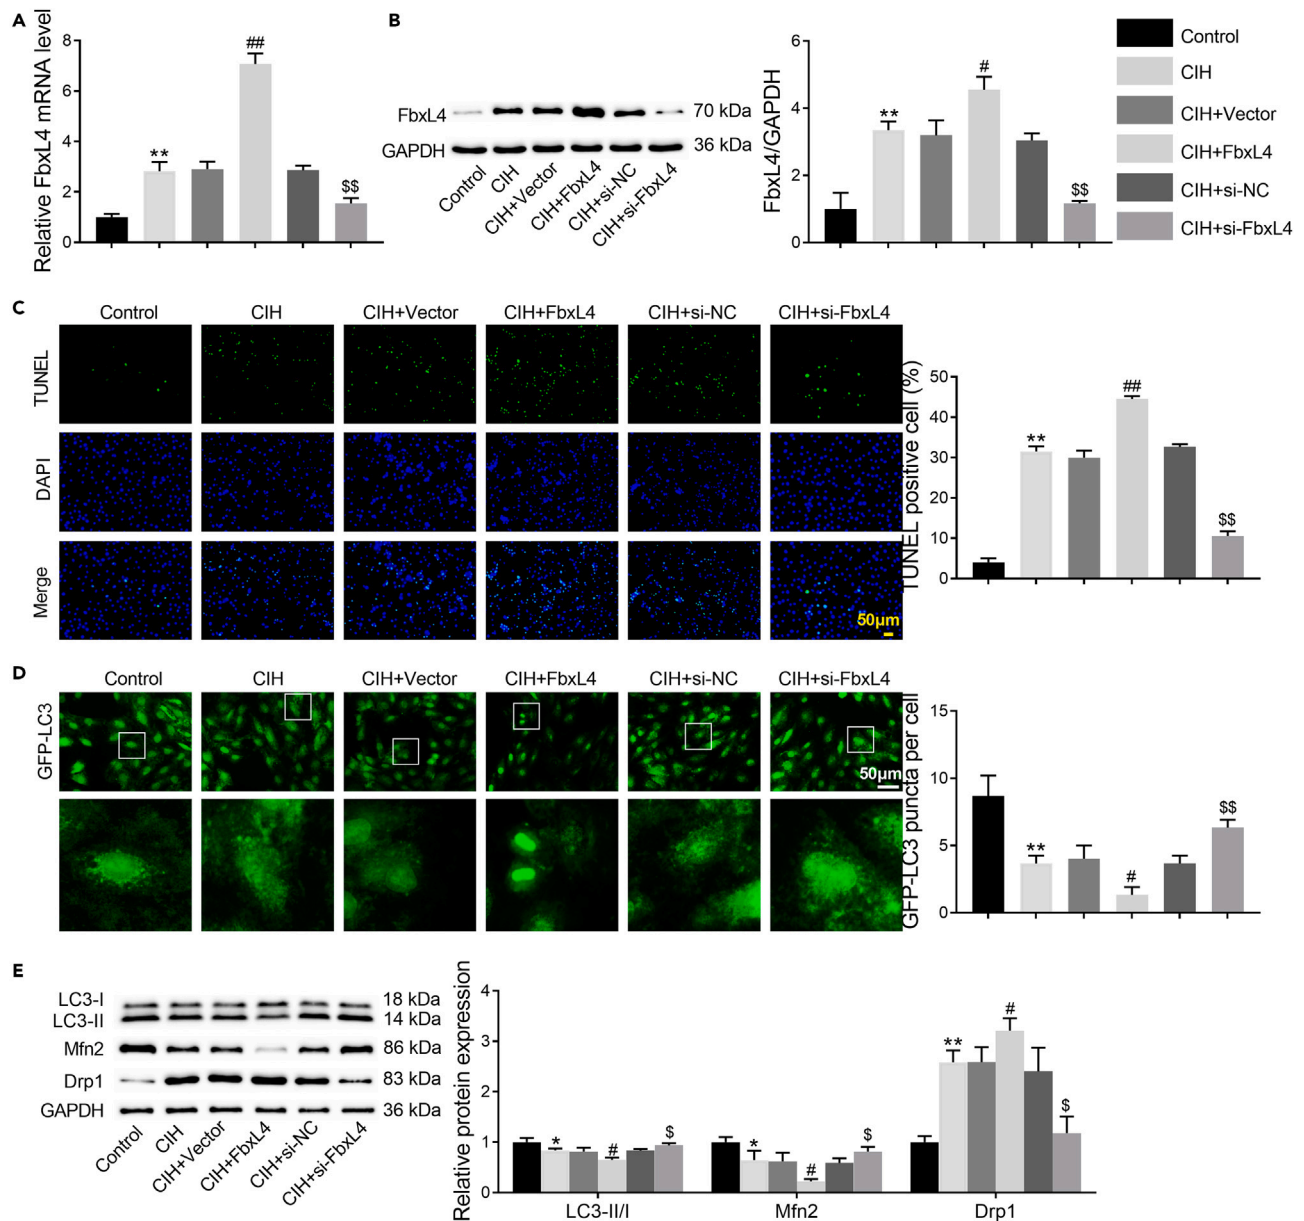 A
Relative FbxL4 mRNA level
8
6
4
2
0
**
##
$$
B
FbxL4
70 kDa
GAPDH
36 kDa
Control
CIH
CIH+Vector
CIH+FbxL4
CIH+si-NC
CIH+si-FbxL4
FbxL4/GAPDH
6
4
2
0
**
#
$$
Control
CIH
CIH+Vector
CIH+FbxL4
CIH+si-NC
CIH+si-FbxL4
C
Control
CIH
CIH+Vector
CIH+FbxL4
CIH+si-NC
CIH+si-FbxL4
TUNEL
DAPI
Merge
50μm
TUNEL positive cell (%)
50
40
30
20
10
0
**
##
$$
D
Control
CIH
CIH+Vector
CIH+FbxL4
CIH+si-NC
CIH+si-FbxL4
GFP-LC3
50μm
GFP-LC3 puncta per cell
15
10
5
0
**
#
$$
E
LC3-I
18 kDa
LC3-II
14 kDa
Mfn2
86 kDa
Drp1
83 kDa
GAPDH
36 kDa
Control
CIH
CIH+Vector
CIH+FbxL4
CIH+si-NC
CIH+si-FbxL4
Relative protein expression
4
3
2
1
0
*
#
$
*
#
$
**
#
$
LC3-II/I
Mfn2
Drp1